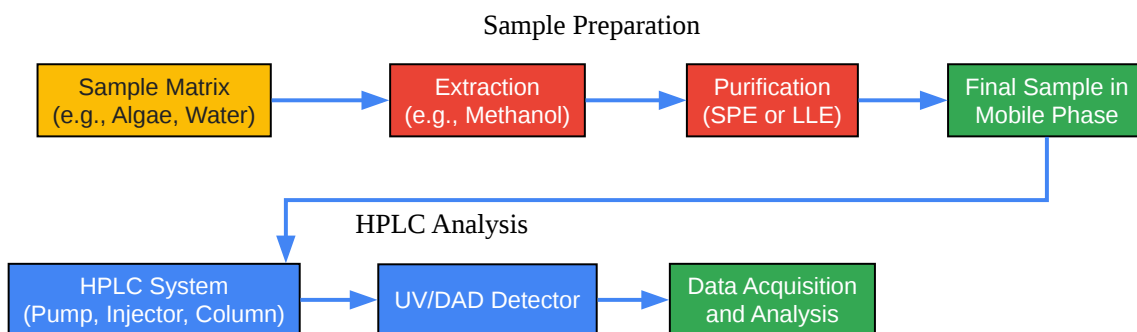 Sample Preparation
Sample Matrix
(e.g., Algae, Water)
Extraction
(e.g., Methanol)
Purification
(SPE or LLE)
Final Sample in
Mobile Phase
HPLC Analysis
HPLC System
(Pump, Injector, Column)
UV/DAD Detector
Data Acquisition
and Analysis